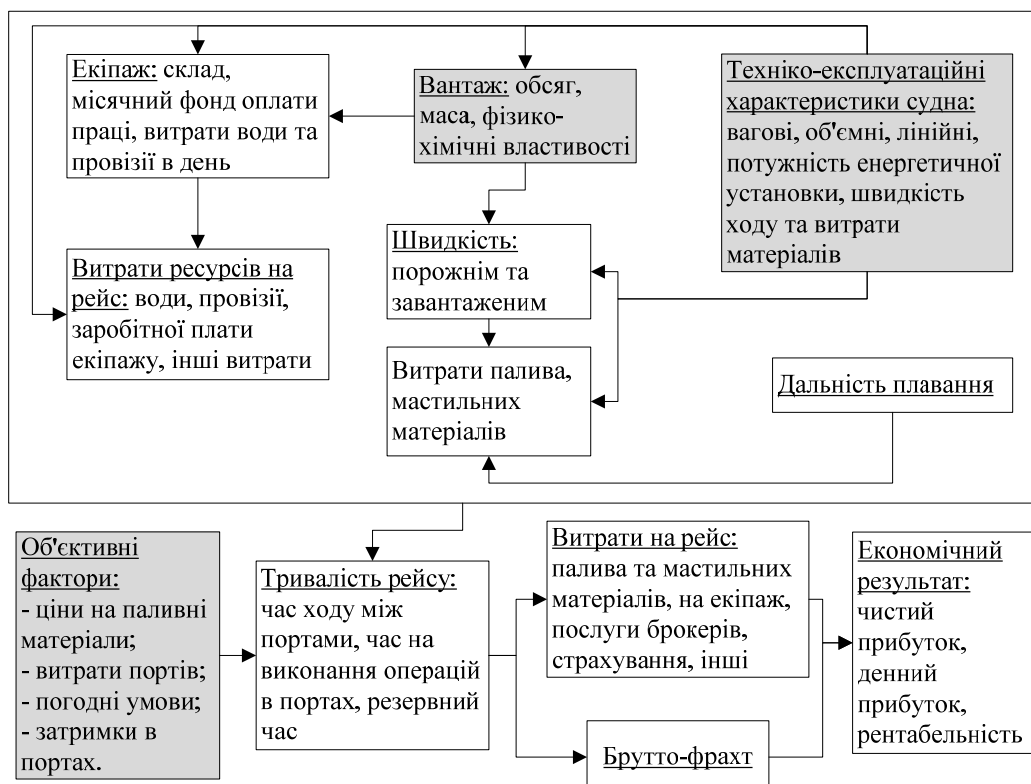 Екіпаж: склад,
місячний фонд оплати
праці, витрати води та
провізії в день
Вантаж: обсяг,
маса, фізико-
хімічні властивості
Техніко-експлуатаційні
характеристики судна:
вагові, об'ємні, лінійні,
потужність енергетичної
установки, швидкість
ходу та витрати
матеріалів
Витрати ресурсів на
рейс: води, провізії,
заробітної плати
екіпажу, інші витрати
Швидкість:
порожнім та
завантаженим
Витрати палива,
мастильних
матеріалів
Дальність плавання
Об'єктивні
фактори:
- ціни на паливні
матеріали;
- витрати портів;
- погодні умови;
- затримки в
портах.
Тривалість рейсу:
час ходу між
портами, час на
виконання операцій
в портах, резервний
час
Витрати на рейс:
палива та мастильних
матеріалів, на екіпаж,
послуги брокерів,
страхування, інші
Брутто-фрахт
Економічний
результат:
чистий
прибуток,
денний
прибуток,
рентабельність